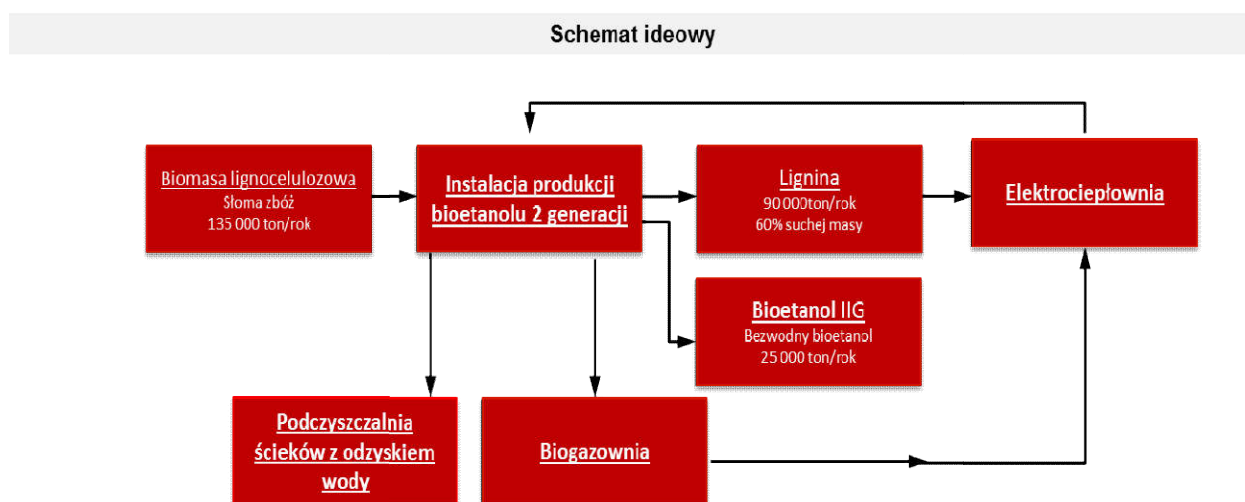 Schemat ideowy
Biomasa lignocelulozowa
Słoma zbóż
135 000 ton/rok
Instalacja produkcji
bioetanolu 2 generacji
Lignina
90 000ton/rok
60% suchej masy
Elektrociepłownia
Bioetanol IIG
Bezwodny bioetanol
25 000 ton/rok
Podczyszczalnia
ścieków z odzyskiem
wody
Biogazownia